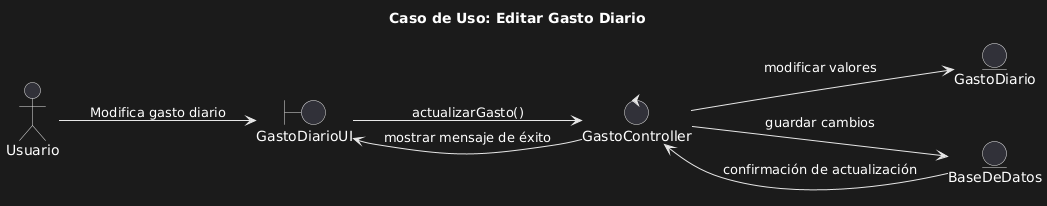 Caso de Uso: Editar Gasto Diario
modificar valores
GastoDiario
Modifica gasto diario
actualizarGasto()
guardar cambios
Usuario
GastoDiarioUI
mostrar mensaje de éxito
GastoController
confirmación de actualización
BaseDeDatos